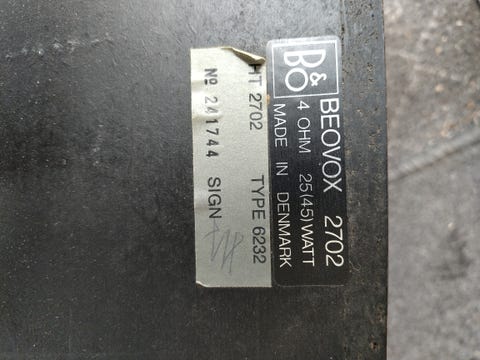 B&O
BEOVOX 2702
4 OHM 25(45) WATT
MADE IN DENMARK
HT 2702 TYPE 6232
No 241744 SIGN